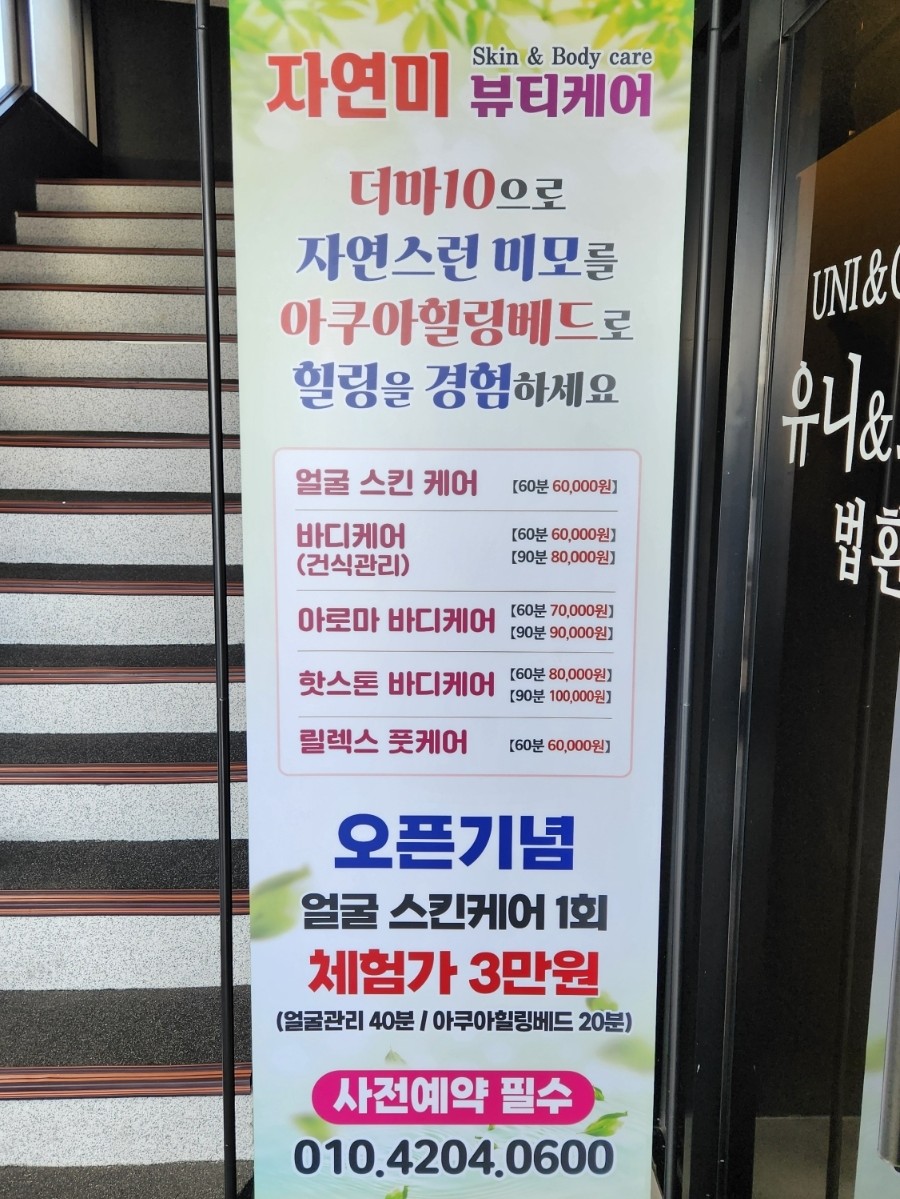 자연미 Skin & Body care 뷰티케어
더마10으로
자연스런 미모를
아쿠아힐링베드로
힐링을 경험하세요
얼굴 스킨 케어 【60분 60,000원】
바디케어 【60분 60,000원】
(건식관리) 【90분 80,000원】
아로마 바디케어 【60분 70,000원】
【90분 90,000원】
핫스톤 바디케어 【60분 80,000원】
【90분 100,000원】
릴렉스 풋케어 【60분 60,000원】
오픈기념
얼굴 스킨케어 1회
체험가 3만원
(얼굴관리 40분 / 아쿠아힐링베드 20분)
사전예약 필수
010.4204.0600
UNI&
유니&
법환